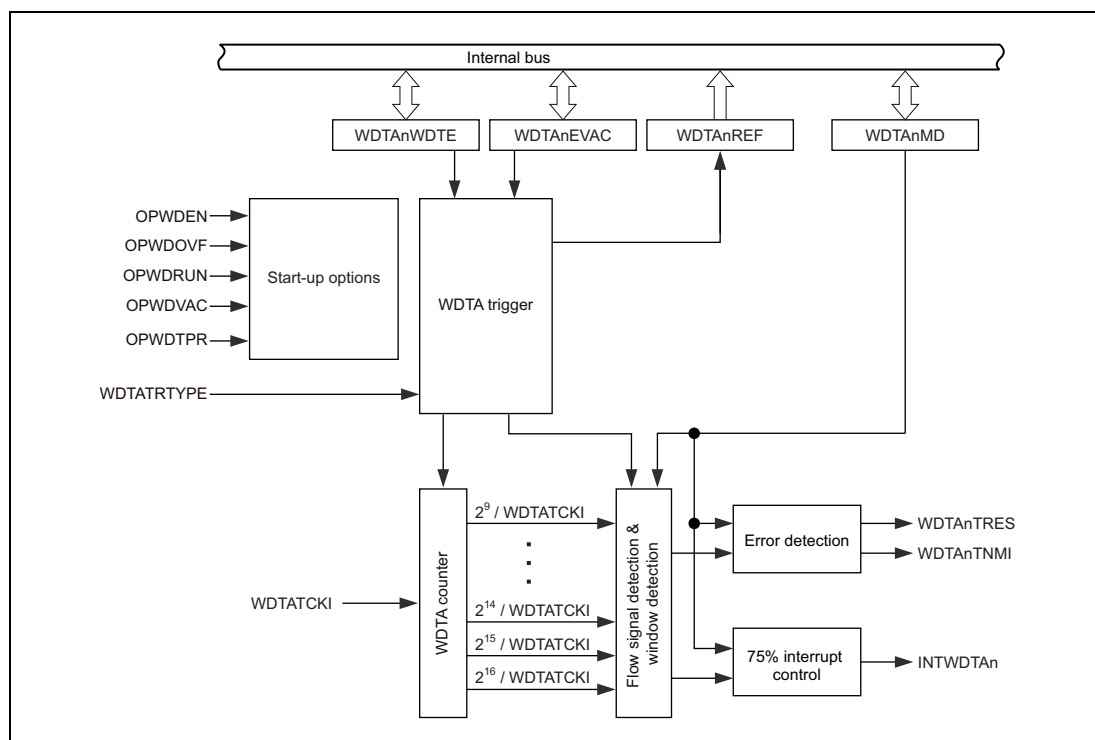 Internal bus
WDTAnWDTE
WDTAnEVAC
WDTAnREF
WDTAnMD
OPWDEN
OPWDOVF
OPWDRUN
OPWDVAC
OPWDTPR
Start-up options
WDTA trigger
WDTATRTYPE
WDTATCKI
WDTA counter
2⁹ / WDTATCKI
2¹⁴ / WDTATCKI
2¹⁵ / WDTATCKI
2¹⁶ / WDTATCKI
Flow signal detection &
window detection
Error detection
WDTAnTRES
WDTAnTNMI
75% interrupt
control
INTWDTAn